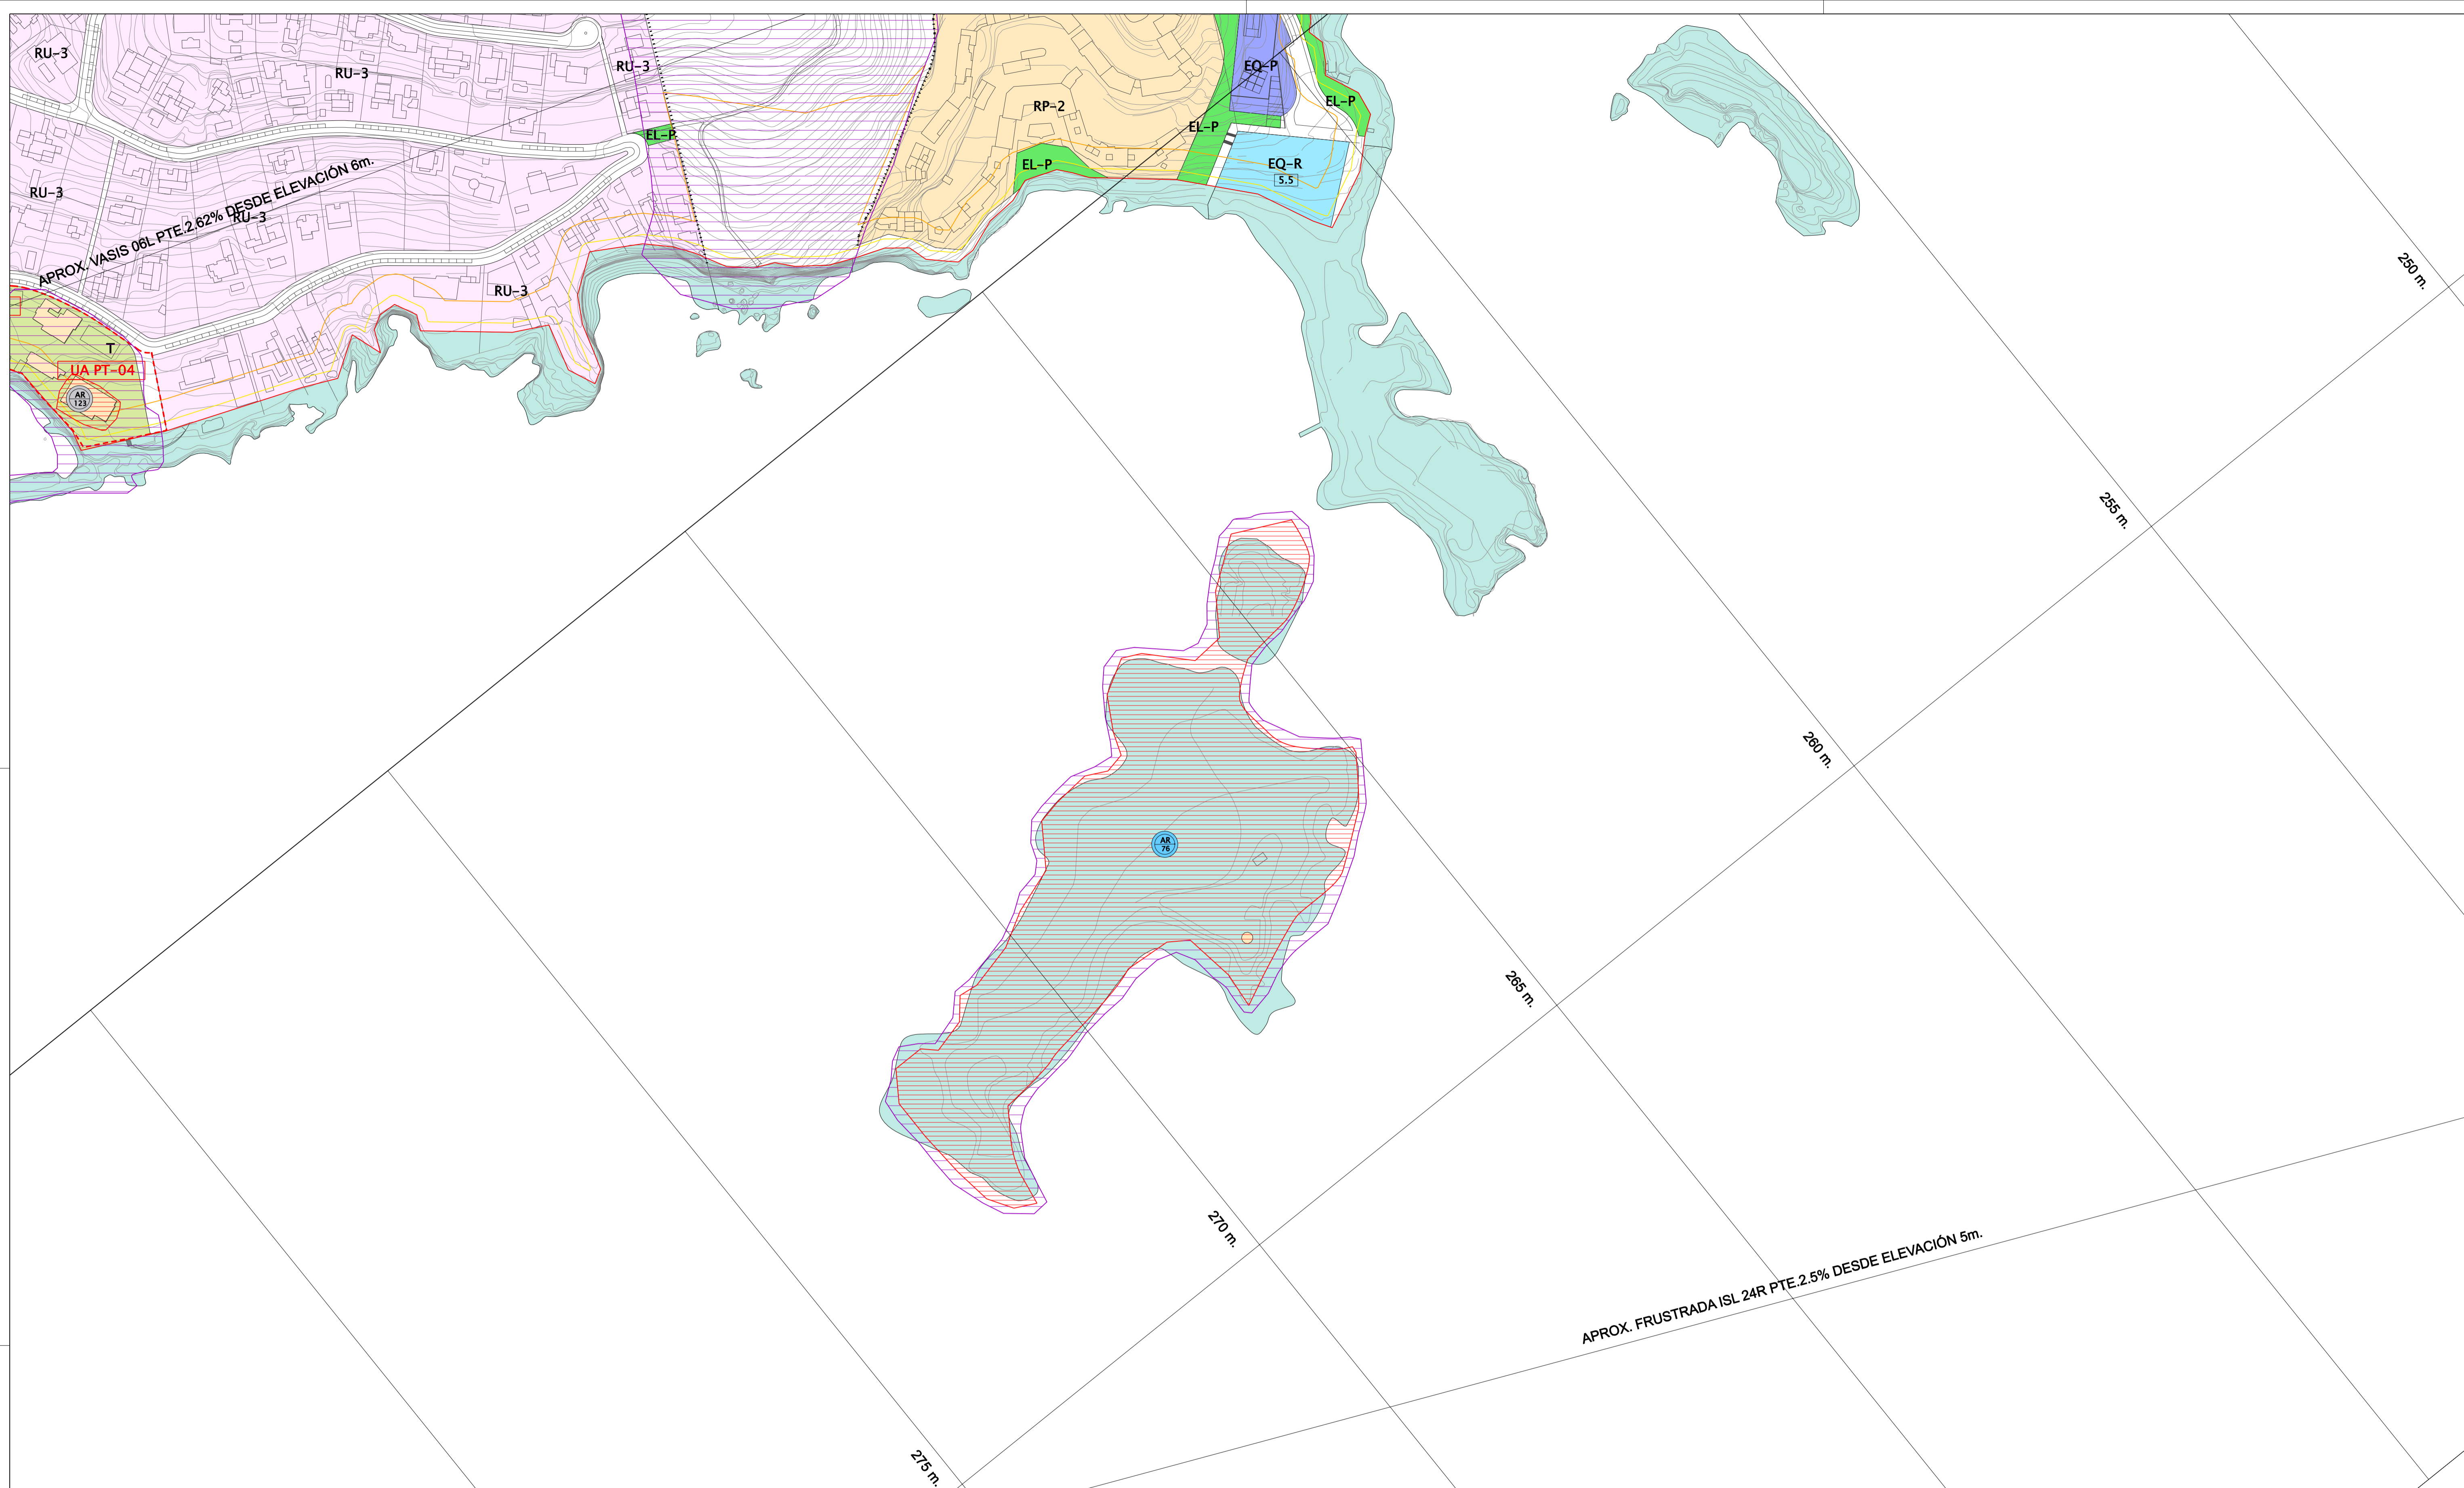 RU-3
RU-3
RU-3
EQ-P
EL-P
RP-2
EL-P
EL-P
EL-P
EQ-R
5.5
RU-3
RU-3
APROX. VASIS 06L PTE.2.62% DESDE ELEVACIÓN 6m.
RU-3
T
UA PT-04
AR
123
250 m.
255 m.
260 m.
AR
76
265 m.
270 m.
APROX. FRUSTRADA ISL 24R PTE.2.5% DESDE ELEVACIÓN 5m.
275 m.